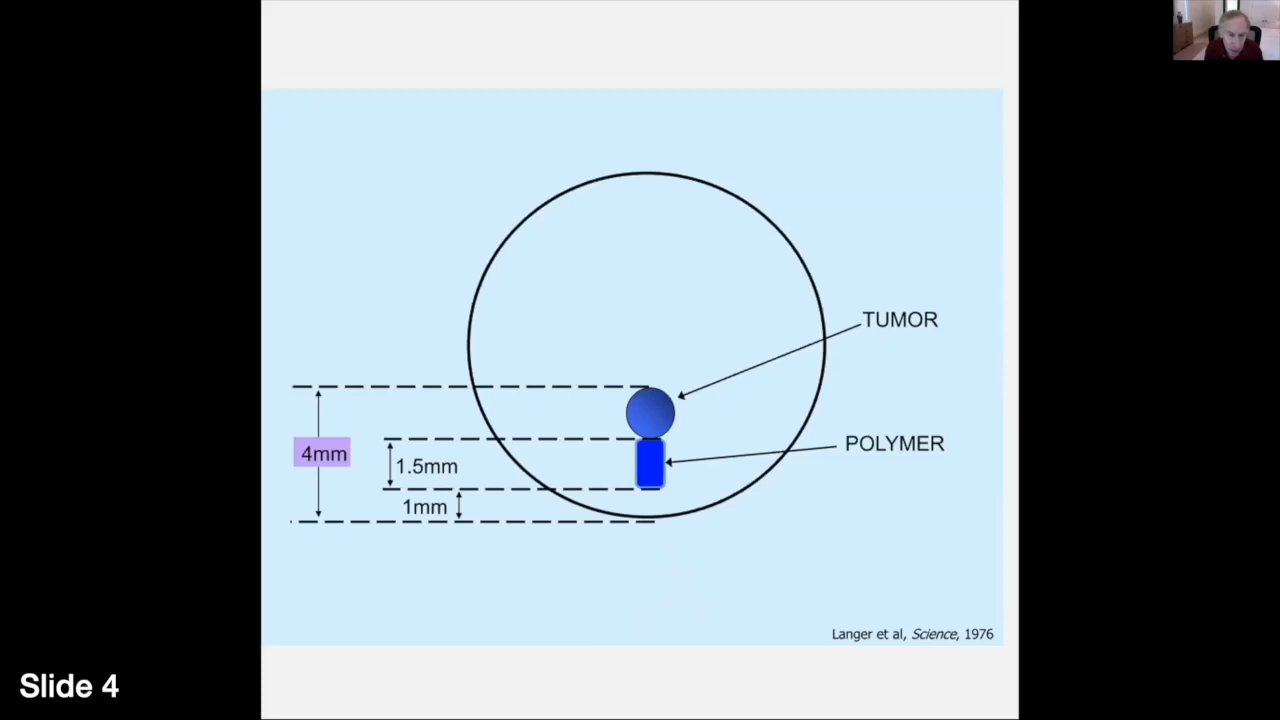 TUMOR
POLYMER
4mm
1.5mm
1mm
Langer et al, Science, 1976
Slide 4